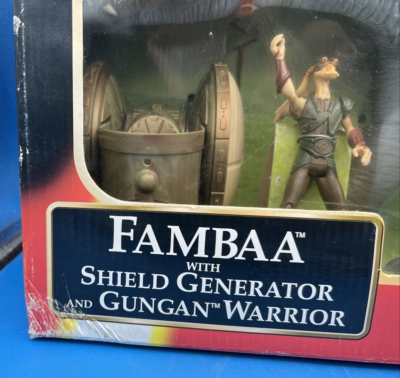 FAMBAA™
WITH
SHIELD GENERATOR
AND GUNGAN™ WARRIOR